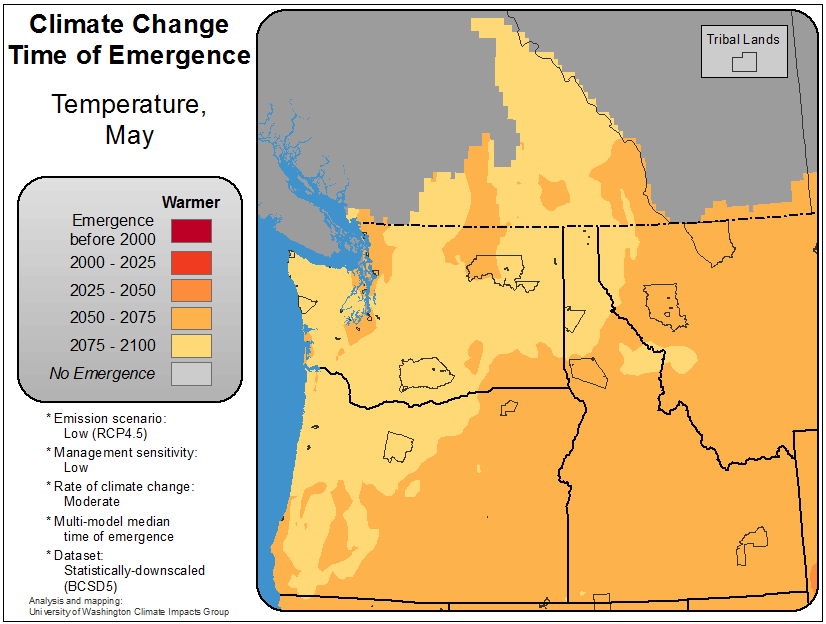 Climate Change
Time of Emergence
Temperature,
May
Warmer
Emergence
before 2000
2000 - 2025
2025 - 2050
2050 - 2075
2075 - 2100
No Emergence
* Emission scenario:
Low (RCP4.5)
* Management sensitivity:
Low
* Rate of climate change:
Moderate
* Multi-model median
time of emergence
* Dataset:
Statistically-downscaled
(BCSD5)
Analysis and mapping:
University of Washington Climate Impacts Group
Tribal Lands